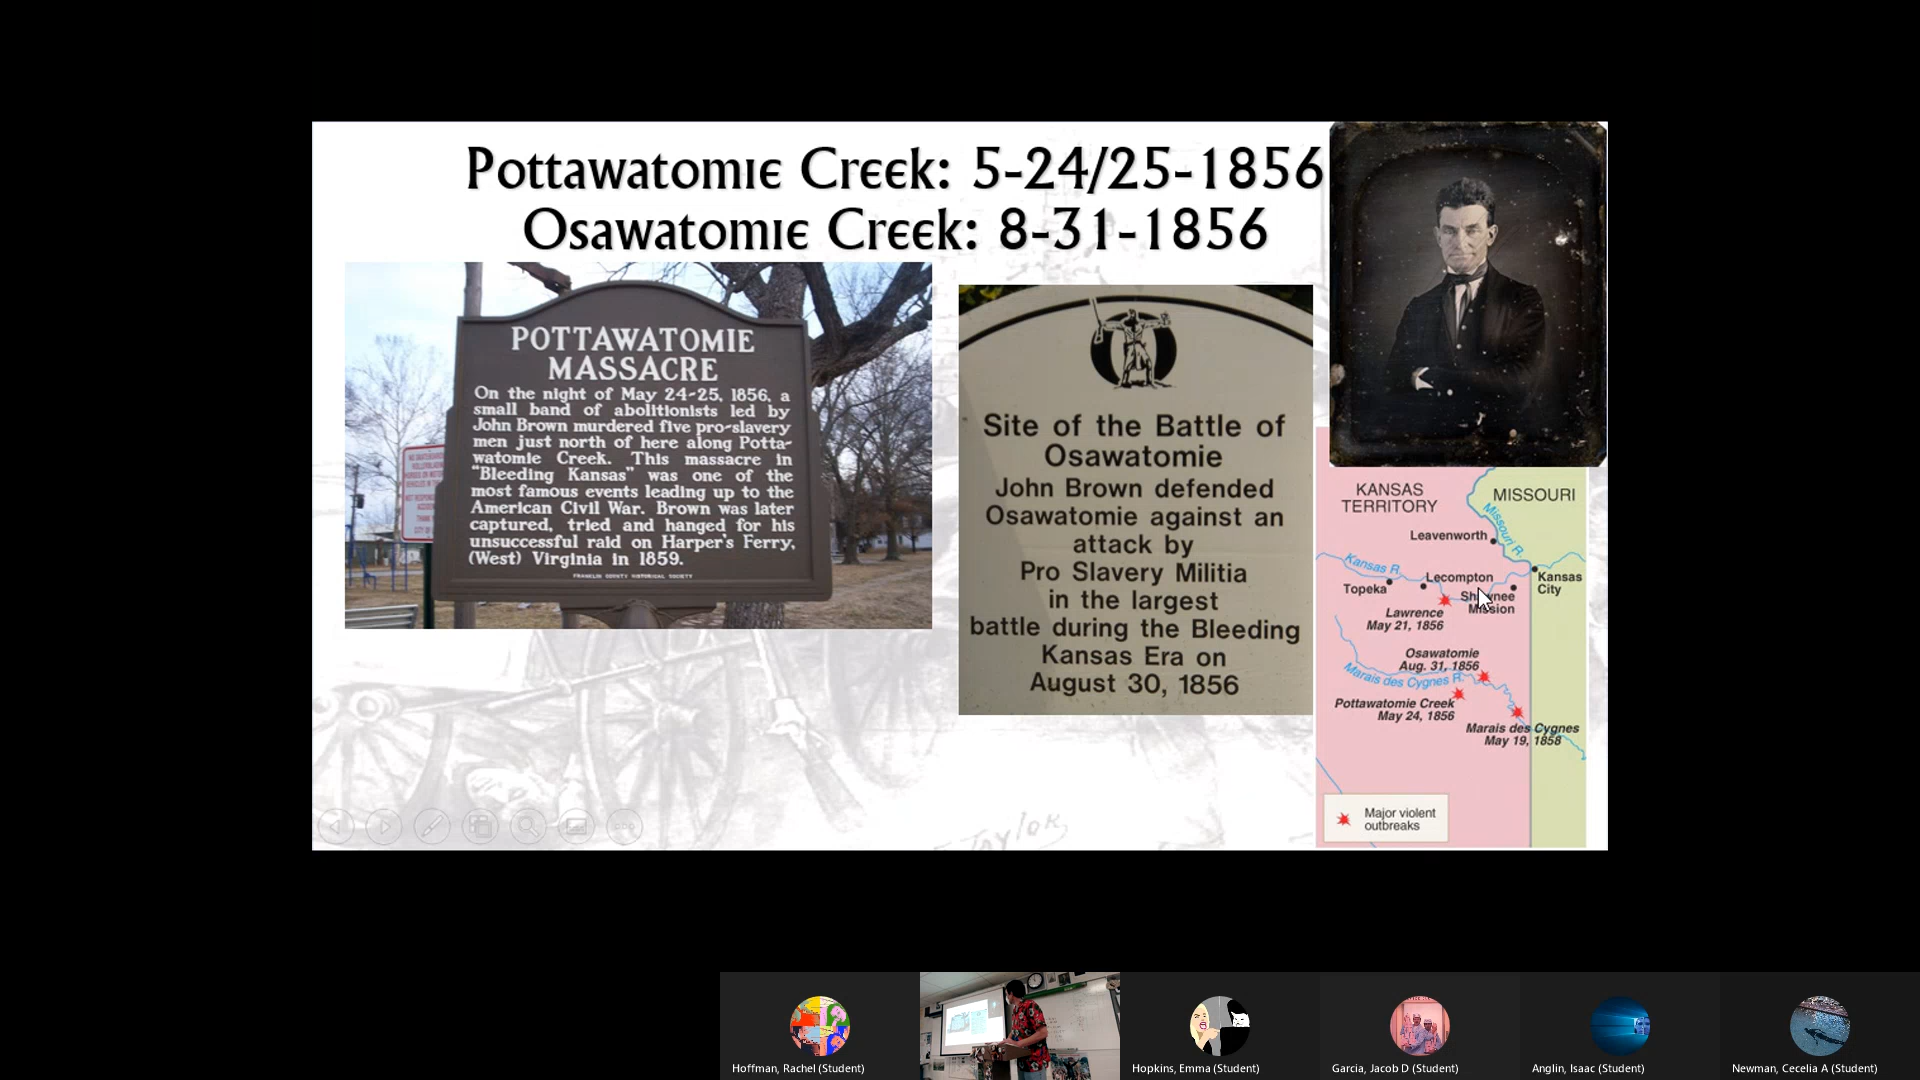 Pottawatomie Creek: 5-24/25-1856
Osawatomie Creek: 8-31-1856
POTTAWATOMIE
MASSACRE
On the night of May 24-25, 1856, a
small band of abolitionists led by
John Brown murdered five pro-slavery
men just north of here along Potta-
watomie Creek. This massacre in
"Bleeding Kansas" was one of the
most famous events leading up to the
American Civil War. Brown was later
captured, tried and hanged for his
unsuccessful raid on Harper's Ferry,
(West) Virginia in 1859.
FRANKLIN COUNTY HISTORICAL SOCIETY
Site of the Battle of
Osawatomie
John Brown defended
Osawatomie against an
attack by
Pro Slavery Militia
in the largest
battle during the Bleeding
Kansas Era on
August 30, 1856
KANSAS
TERRITORY
MISSOURI
Missouri R.
Leavenworth
Kansas R.
Lecompton
Topeka
Kansas
City
Shawnee
Mission
Lawrence
May 21, 1856
Osawatomie
Aug. 31, 1856
Marais des Cygnes R.
Pottawatomie Creek
May 24, 1856
Marais des Cygnes
May 19, 1858
Major violent
outbreaks
Taylor
Hoffman, Rachel (Student)
Hopkins, Emma (Student)
Garcia, Jacob D (Student)
Anglin, Isaac (Student)
Newman, Cecelia A (Student)